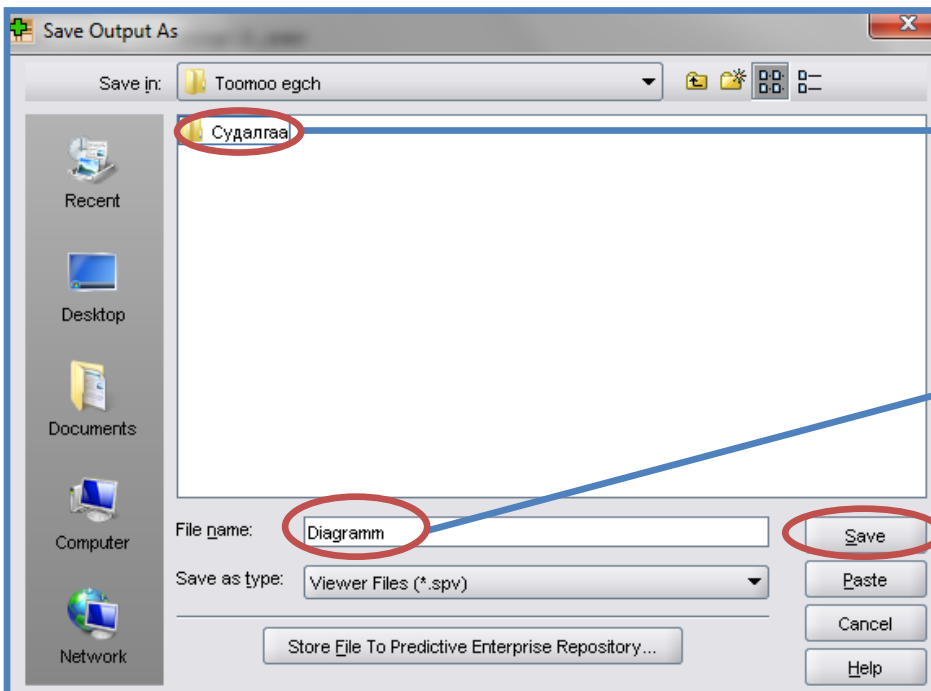 Save Output As
Save in:
Toomoo egch
Судалгаа
Recent
Desktop
Documents
Computer
Network
File name:
Diagramm
Save
Save as type:
Viewer Files (*.spv)
Paste
Cancel
Store File To Predictive Enterprise Repository...
Help